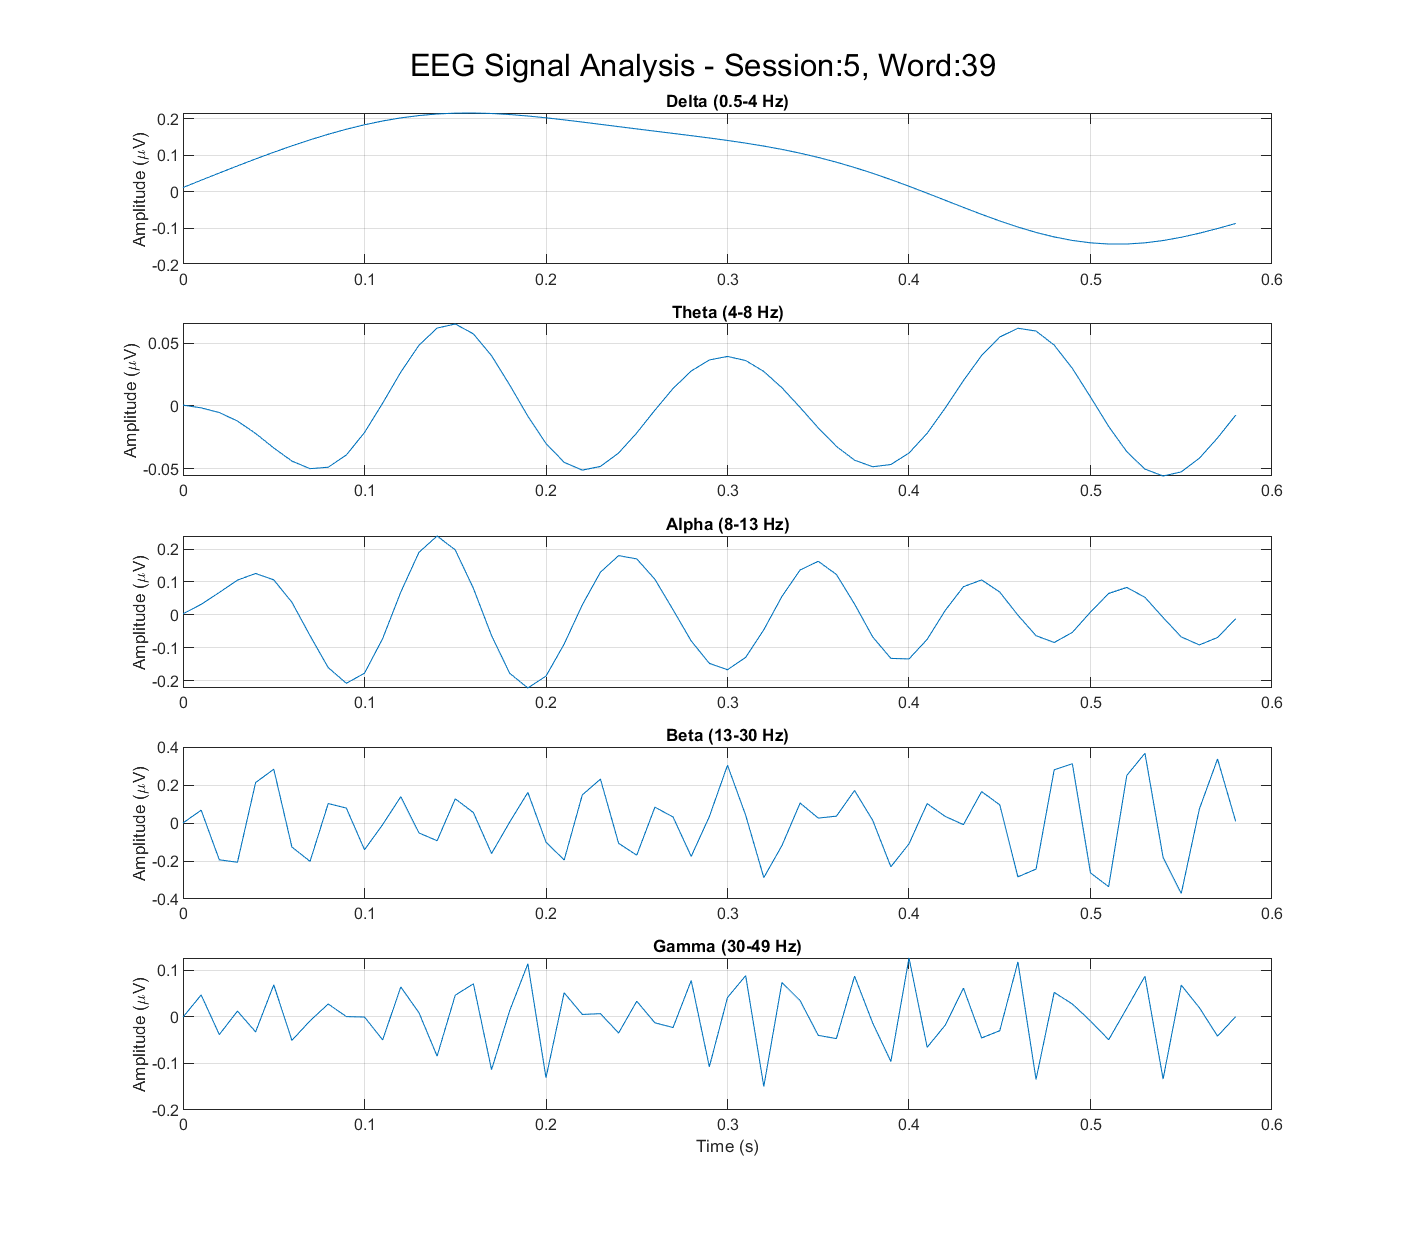 EEG Signal Analysis - Session:5, Word:39
Delta (0.5-4 Hz)
Amplitude (μV)
0.2
0.1
0
-0.1
-0.2
0 0.1 0.2 0.3 0.4 0.5 0.6
Theta (4-8 Hz)
Amplitude (μV)
0.05
0
-0.05
0 0.1 0.2 0.3 0.4 0.5 0.6
Alpha (8-13 Hz)
Amplitude (μV)
0.2
0.1
0
-0.1
-0.2
0 0.1 0.2 0.3 0.4 0.5 0.6
Beta (13-30 Hz)
Amplitude (μV)
0.4
0.2
0
-0.2
-0.4
0 0.1 0.2 0.3 0.4 0.5 0.6
Gamma (30-49 Hz)
Amplitude (μV)
0.1
0
-0.1
-0.2
0 0.1 0.2 0.3 0.4 0.5 0.6
Time (s)